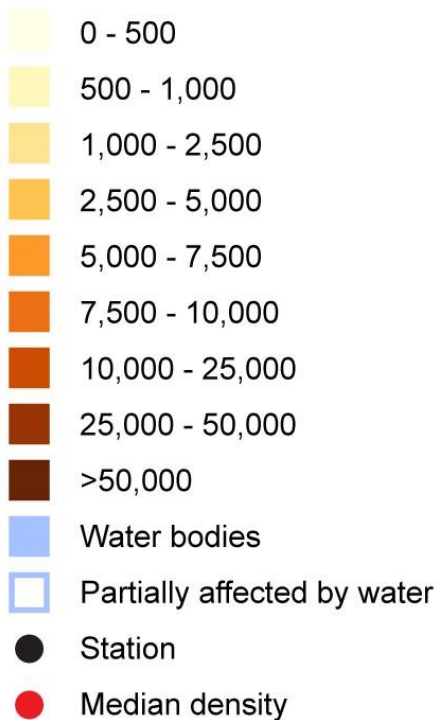 0 - 500
500 - 1,000
1,000 - 2,500
2,500 - 5,000
5,000 - 7,500
7,500 - 10,000
10,000 - 25,000
25,000 - 50,000
>50,000
Water bodies
Partially affected by water
Station
Median density